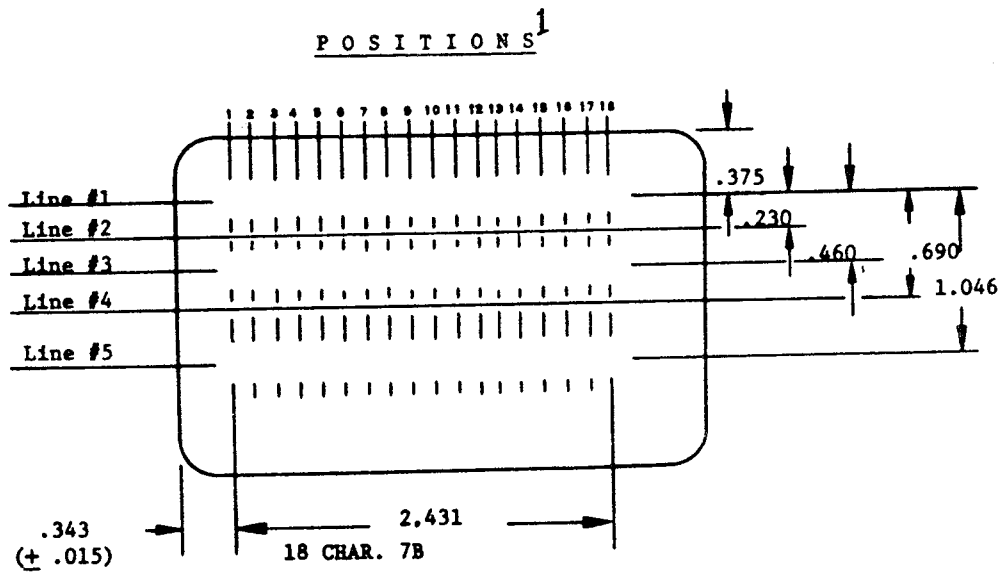 P O S I T I O N S 1
1 2 3 4 5 6 7 8 9 10 11 12 13 14 15 16 17 18
Line #1
.375
Line #2
.230
Line #3
.460
.690
Line #4
1.046
Line #5
.343
2.431
(± .015)
18 CHAR. 7B